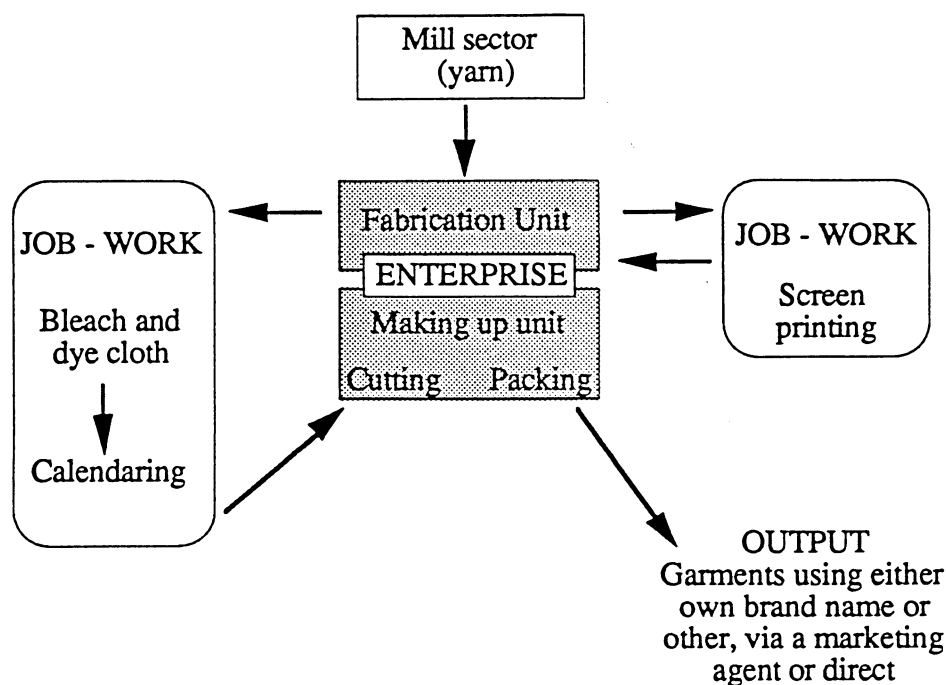 Mill sector
(yarn)
Fabrication Unit
ENTERPRISE
Making up unit
Cutting Packing
JOB - WORK
Bleach and
dye cloth
Calendaring
JOB - WORK
Screen
printing
OUTPUT
Garments using either
own brand name or
other, via a marketing
agent or direct